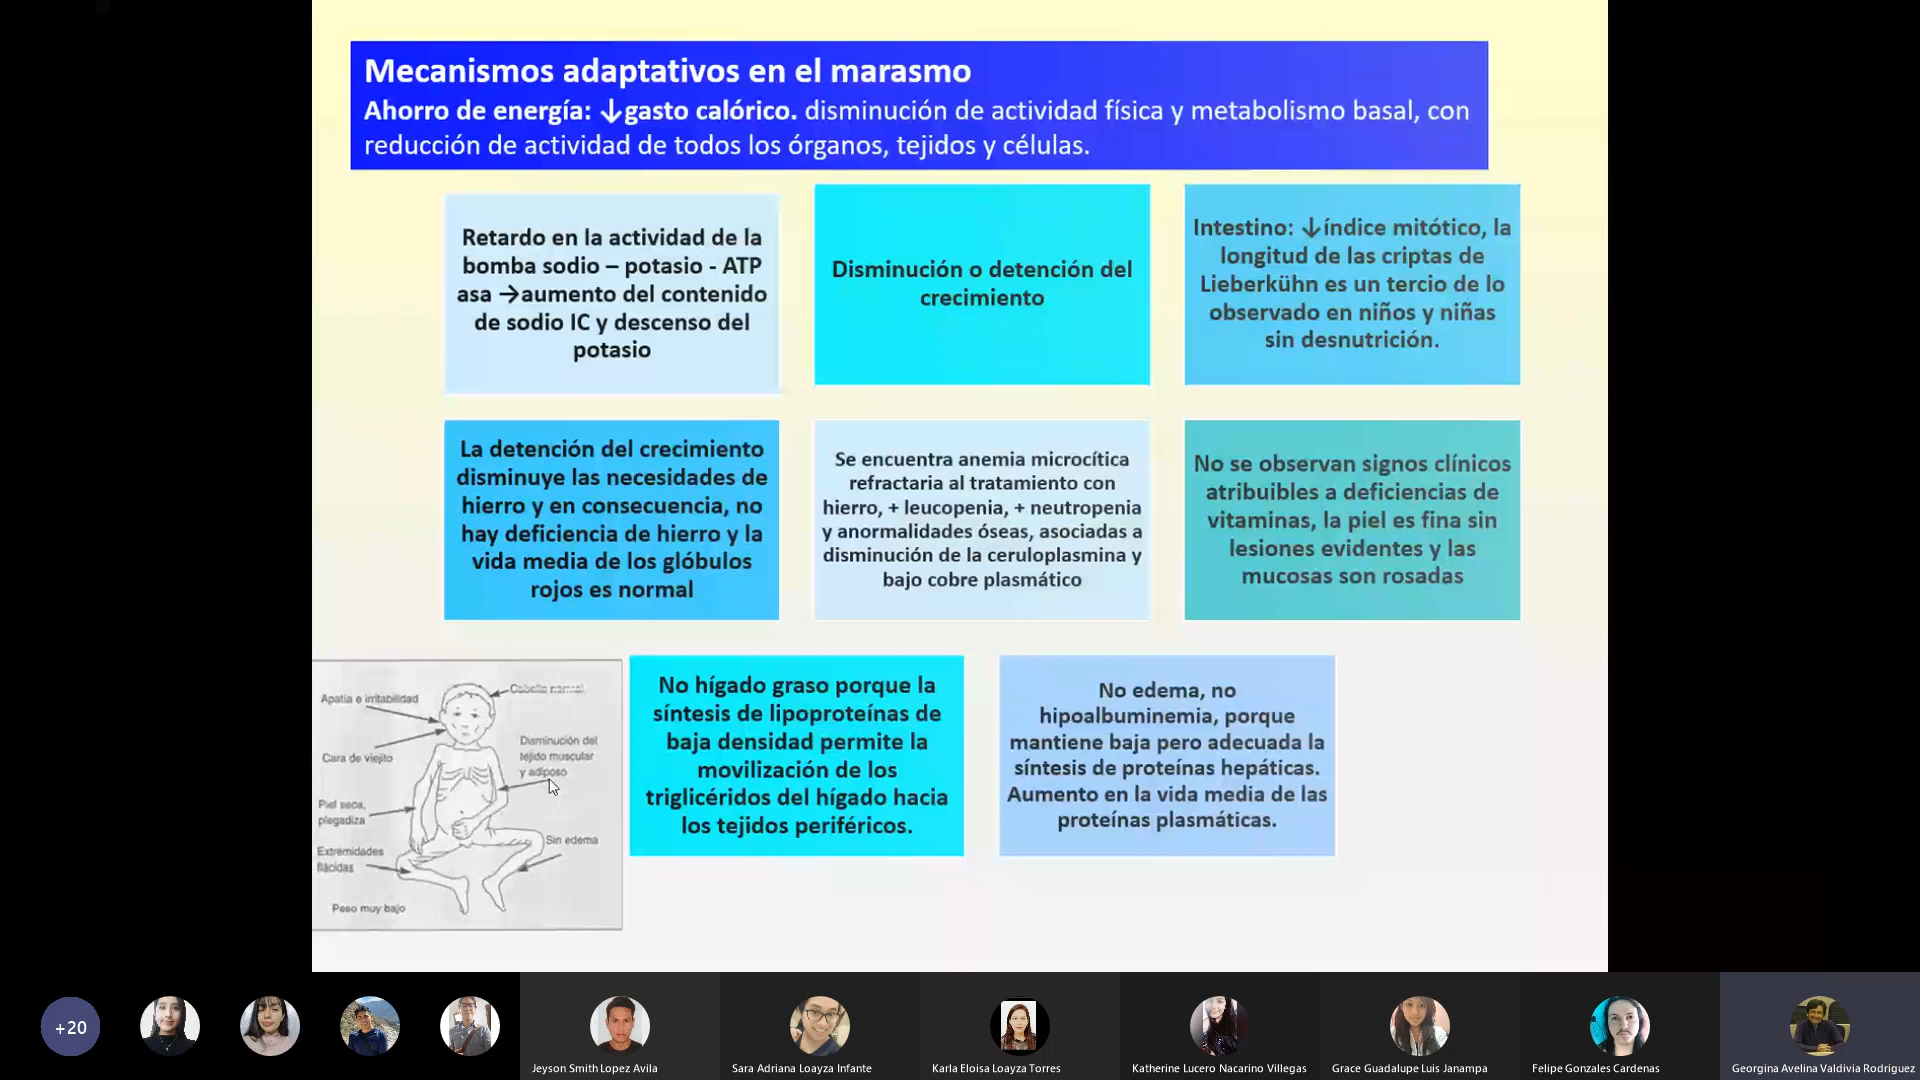 Mecanismos adaptativos en el marasmo
Ahorro de energía: ↓gasto calórico. disminución de actividad física y metabolismo basal, con
reducción de actividad de todos los órganos, tejidos y células.
Retardo en la actividad de la
bomba sodio – potasio - ATP
asa →aumento del contenido
de sodio IC y descenso del
potasio
Disminución o detención del
crecimiento
Intestino: ↓índice mitótico, la
longitud de las criptas de
Lieberkühn es un tercio de lo
observado en niños y niñas
sin desnutrición.
La detención del crecimiento
disminuye las necesidades de
hierro y en consecuencia, no
hay deficiencia de hierro y la
vida media de los glóbulos
rojos es normal
Se encuentra anemia microcítica
refractaria al tratamiento con
hierro, + leucopenia, + neutropenia
y anormalidades óseas, asociadas a
disminución de la ceruloplasmina y
bajo cobre plasmático
No se observan signos clínicos
atribuibles a deficiencias de
vitaminas, la piel es fina sin
lesiones evidentes y las
mucosas son rosadas
Apatía e irritabilidad
Cabello normal
Cara de viejito
Disminución del
tejido muscular
y adiposo
Piel seca,
plegadiza
Extremidades
flácidas
Sin edema
Peso muy bajo
No hígado graso porque la
síntesis de lipoproteínas de
baja densidad permite la
movilización de los
triglicéridos del hígado hacia
los tejidos periféricos.
No edema, no
hipoalbuminemia, porque
mantiene baja pero adecuada la
síntesis de proteínas hepáticas.
Aumento en la vida media de las
proteínas plasmáticas.
+20
Jeyson Smith Lopez Avila
Sara Adriana Loayza Infante
Karla Eloisa Loayza Torres
Katherine Lucero Nacarino Villegas
Grace Guadalupe Luis Janampa
Felipe Gonzales Cardenas
Georgina Avelina Valdivia Rodriguez